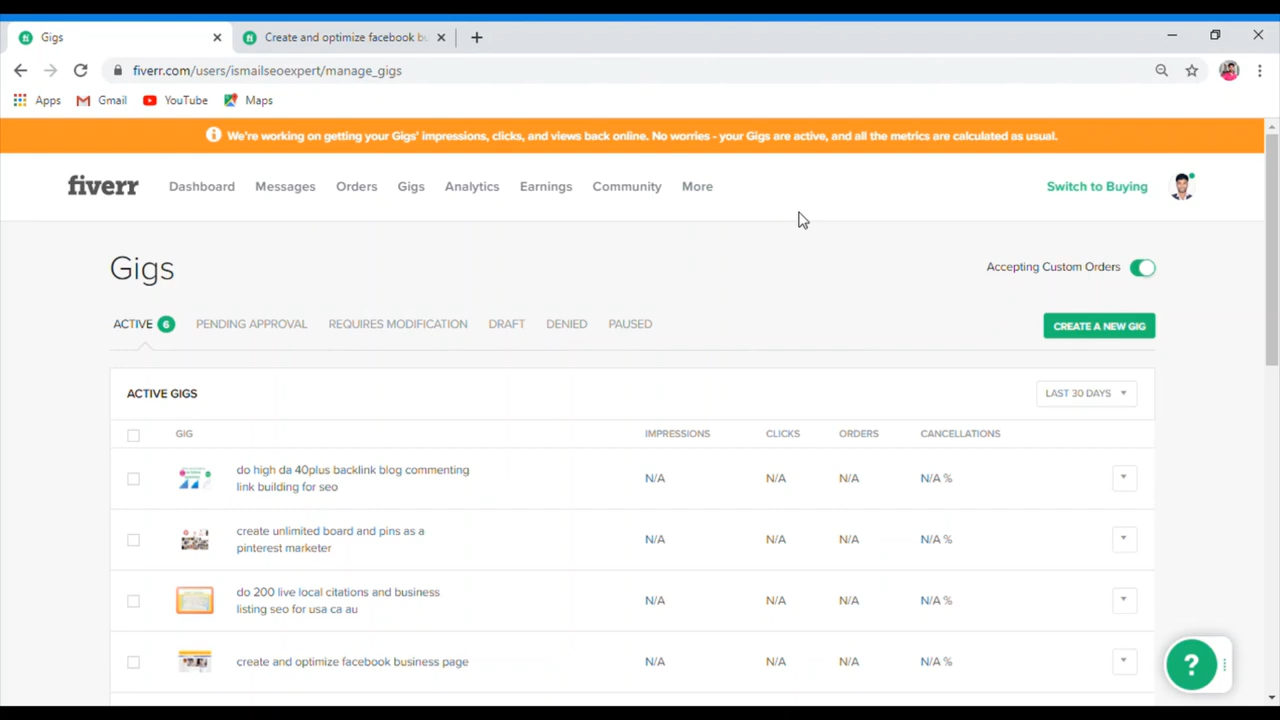 Gigs
Create and optimize facebook bu
fiverr.com/users/ismailseoexpert/manage_gigs
Apps Gmail YouTube Maps
We're working on getting your Gigs' impressions, clicks, and views back online. No worries - your Gigs are active, and all the metrics are calculated as usual.
fiverr Dashboard Messages Orders Gigs Analytics Earnings Community More Switch to Buying
Gigs
Accepting Custom Orders
ACTIVE 6 PENDING APPROVAL REQUIRES MODIFICATION DRAFT DENIED PAUSED
CREATE A NEW GIG
ACTIVE GIGS
LAST 30 DAYS
GIG IMPRESSIONS CLICKS ORDERS CANCELLATIONS
do high da 40plus backlink blog commenting
link building for seo
N/A N/A N/A N/A %
create unlimited board and pins as a
pinterest marketer
N/A N/A N/A N/A %
do 200 live local citations and business
listing seo for usa ca au
N/A N/A N/A N/A %
create and optimize facebook business page
N/A N/A N/A N/A %
?